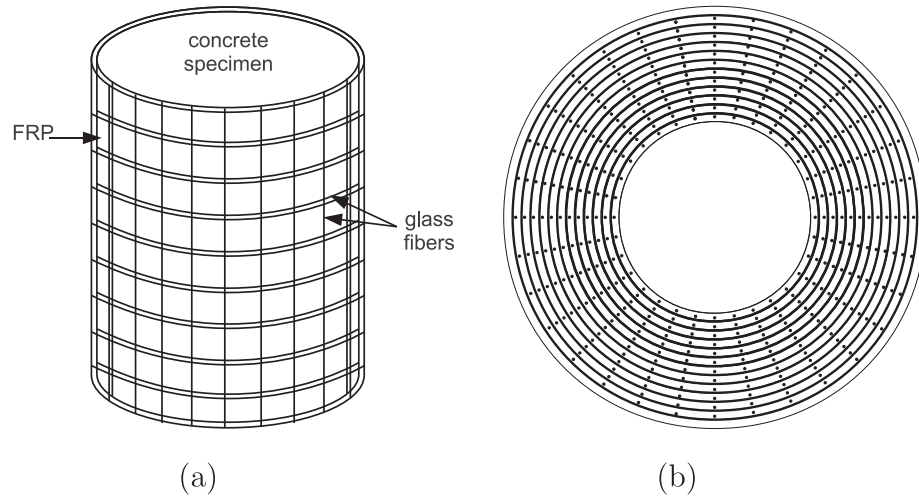 concrete
specimen
FRP
glass
fibers
(a)
(b)